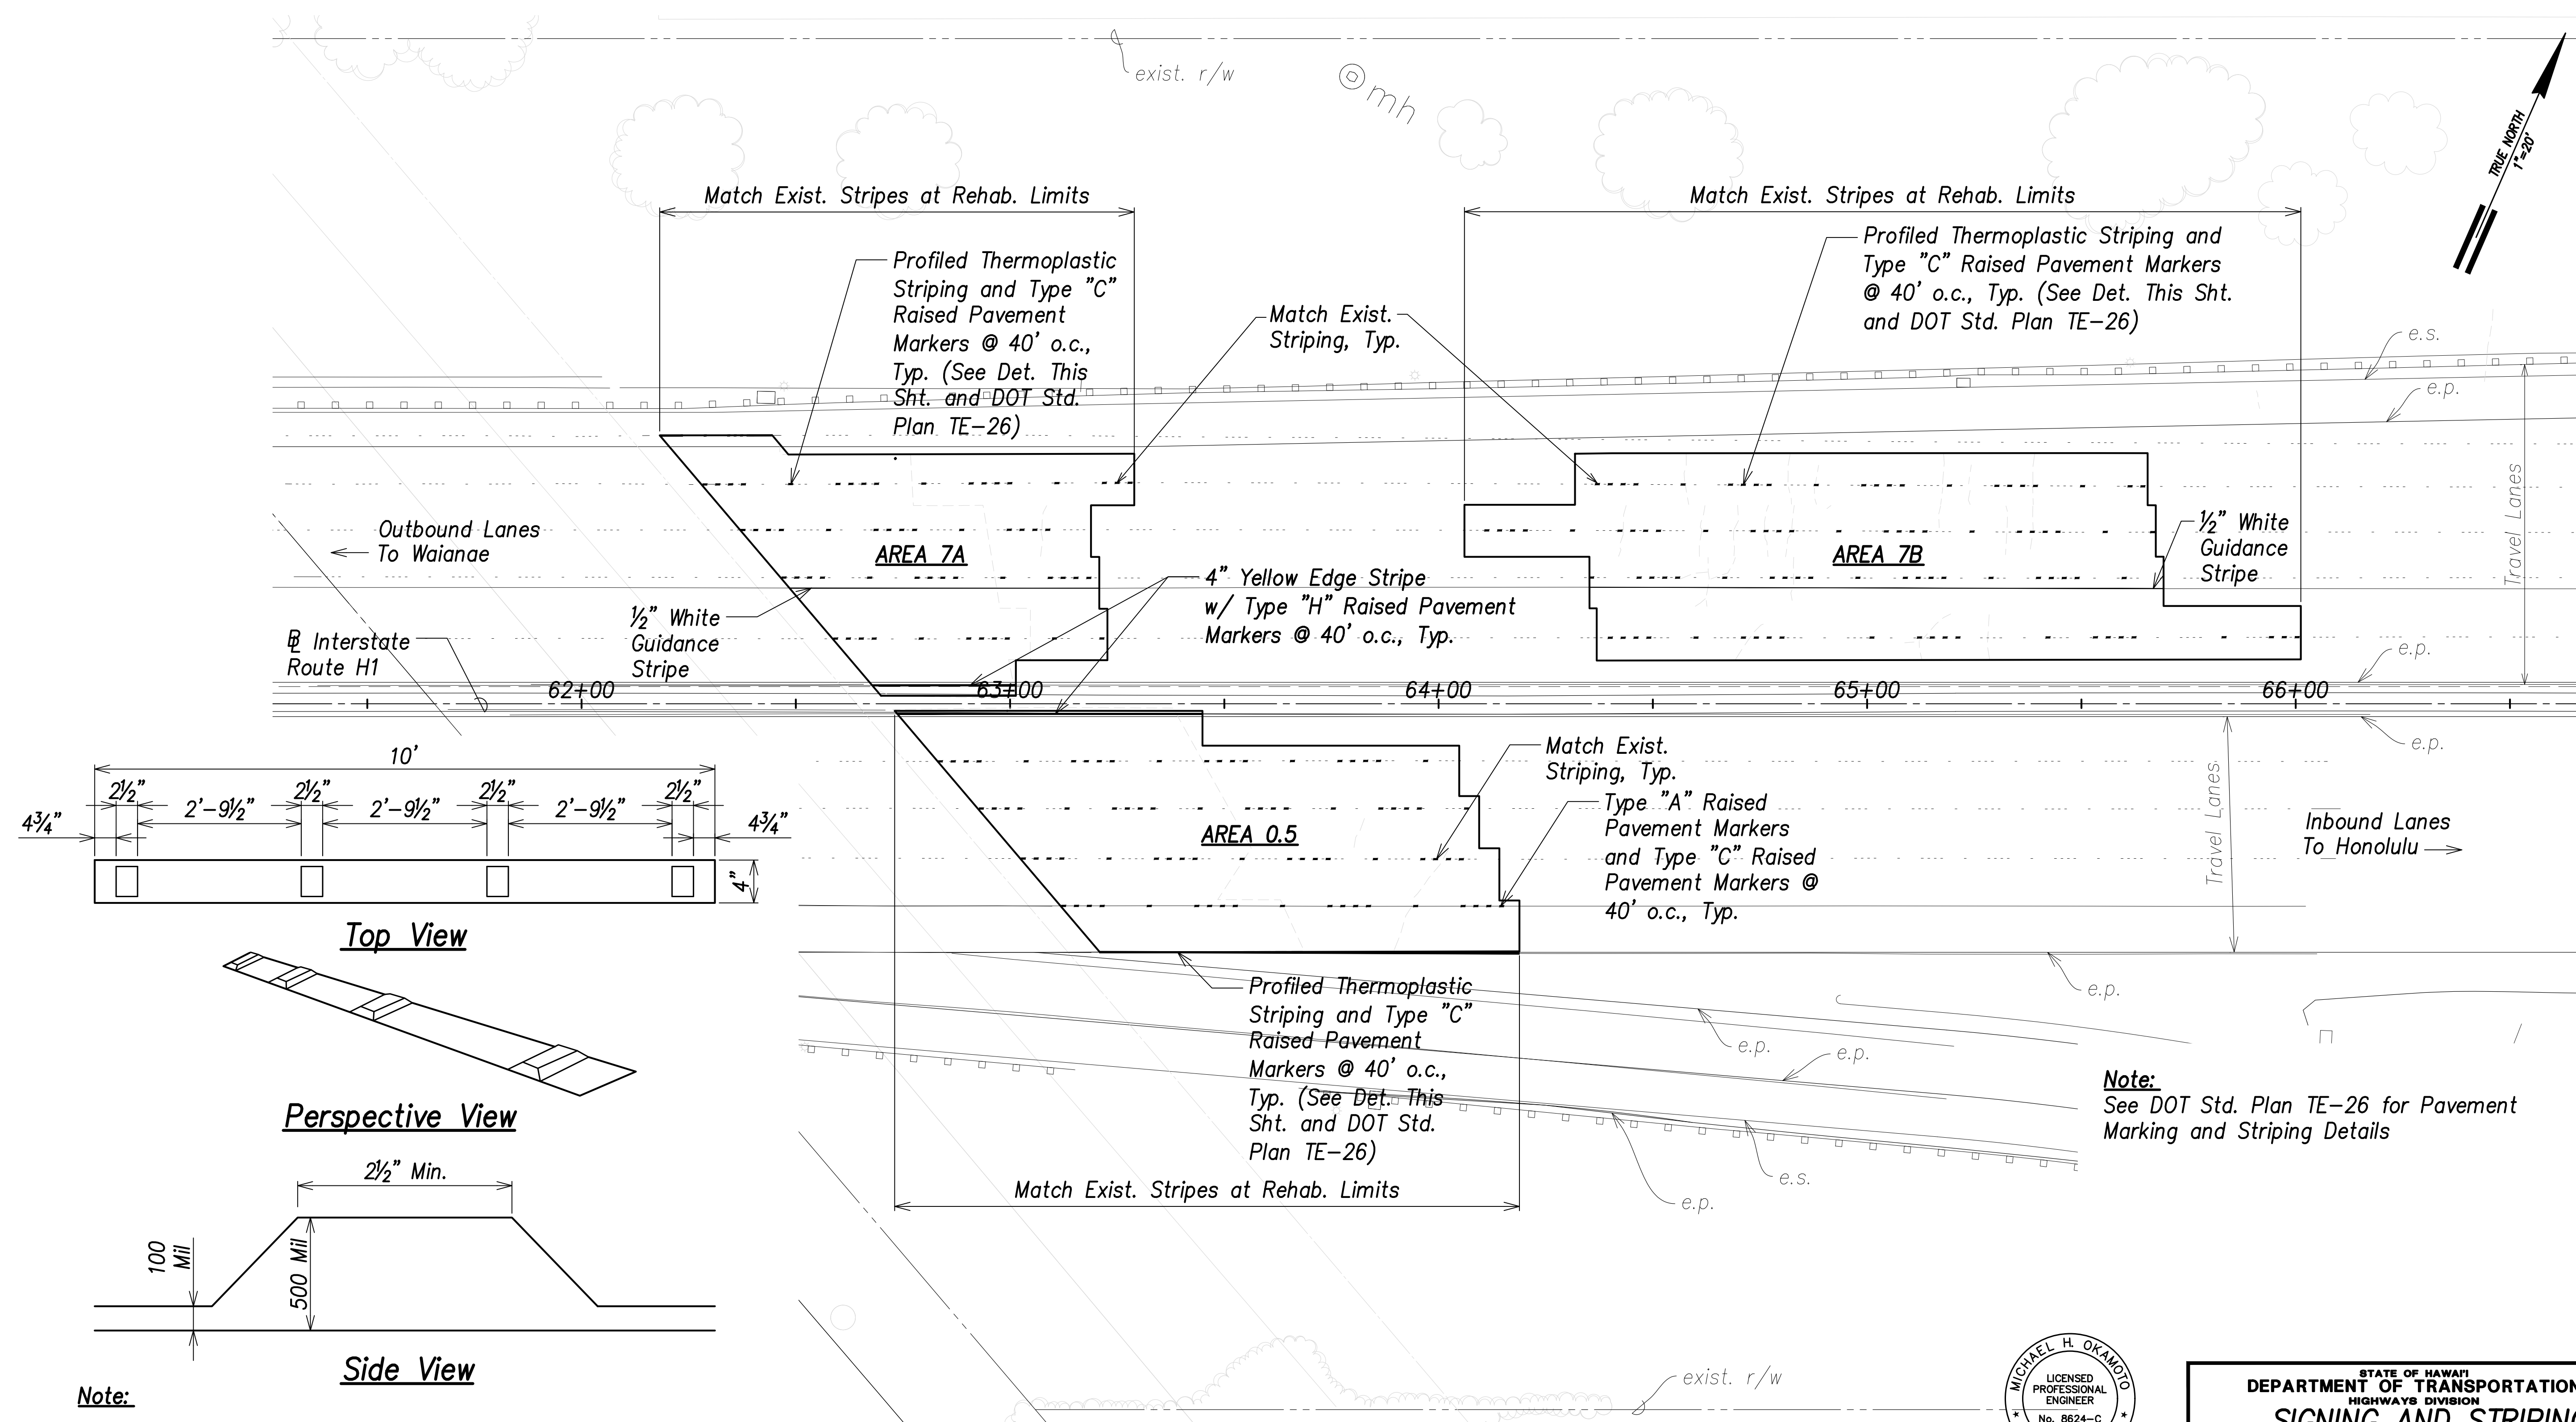 exist. r/w
mh
TRUE NORTH
1"=20'
Match Exist. Stripes at Rehab. Limits
Match Exist. Stripes at Rehab. Limits
Profiled Thermoplastic
Striping and Type "C"
Raised Pavement
Markers @ 40' o.c.,
Typ. (See Det. This
Sht. and DOT Std.
Plan TE-26)
Match Exist.
Striping, Typ.
Profiled Thermoplastic Striping and
Type "C" Raised Pavement Markers
@ 40' o.c., Typ. (See Det. This Sht.
and DOT Std. Plan TE-26)
e.s.
e.p.
Travel Lanes
Outbound Lanes
To Waianae
AREA 7A
AREA 7B
½" White
Guidance
Stripe
4" Yellow Edge Stripe
w/ Type "H" Raised Pavement
Markers @ 40' o.c., Typ.
½" White
Guidance
Stripe
BL Interstate
Route H1
e.p.
62+00
63+00
64+00
65+00
66+00
e.p.
10'
2½" 2½" 2½" 2½"
2'-9½" 2'-9½" 2'-9½"
4¾" 4¾"
4"
Top View
Match Exist.
Striping, Typ.
Type "A" Raised
Pavement Markers
and Type "C" Raised
Pavement Markers @
40' o.c., Typ.
AREA 0.5
Travel Lanes
Inbound Lanes
To Honolulu
e.p.
Profiled Thermoplastic
Striping and Type "C"
Raised Pavement
Markers @ 40' o.c.,
Typ. (See Det. This
Sht. and DOT Std.
Plan TE-26)
e.p.
e.p.
e.s.
e.p.
Match Exist. Stripes at Rehab. Limits
Note:
See DOT Std. Plan TE-26 for Pavement
Marking and Striping Details
Perspective View
2½" Min.
100
Mil
500 Mil
Side View
Note:
exist. r/w
MICHAEL H. OKAMOTO
LICENSED
PROFESSIONAL
ENGINEER
No. 8624-C
STATE OF HAWAI'I
DEPARTMENT OF TRANSPORTATION
HIGHWAYS DIVISION
SIGNING AND STRIPING